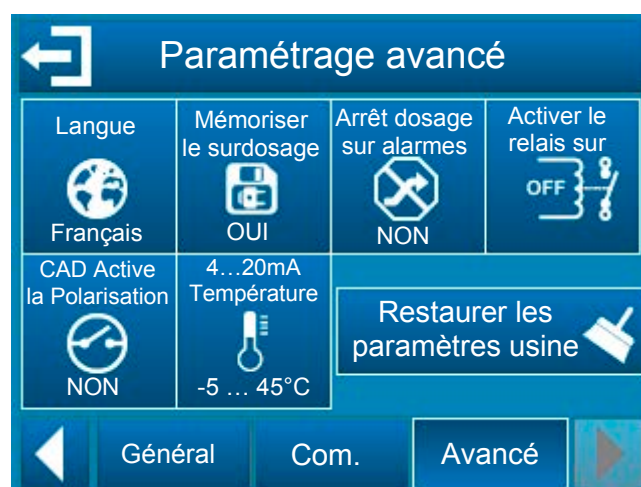 Paramétrage avancé
Langue
Français
Mémoriser
le surdosage
OUI
Arrêt dosage
sur alarmes
NON
Activer le
relais sur
OFF
CAD Active
la Polarisation
NON
4…20mA
Température
-5 … 45°C
Restaurer les
paramètres usine
Général
Com.
Avancé